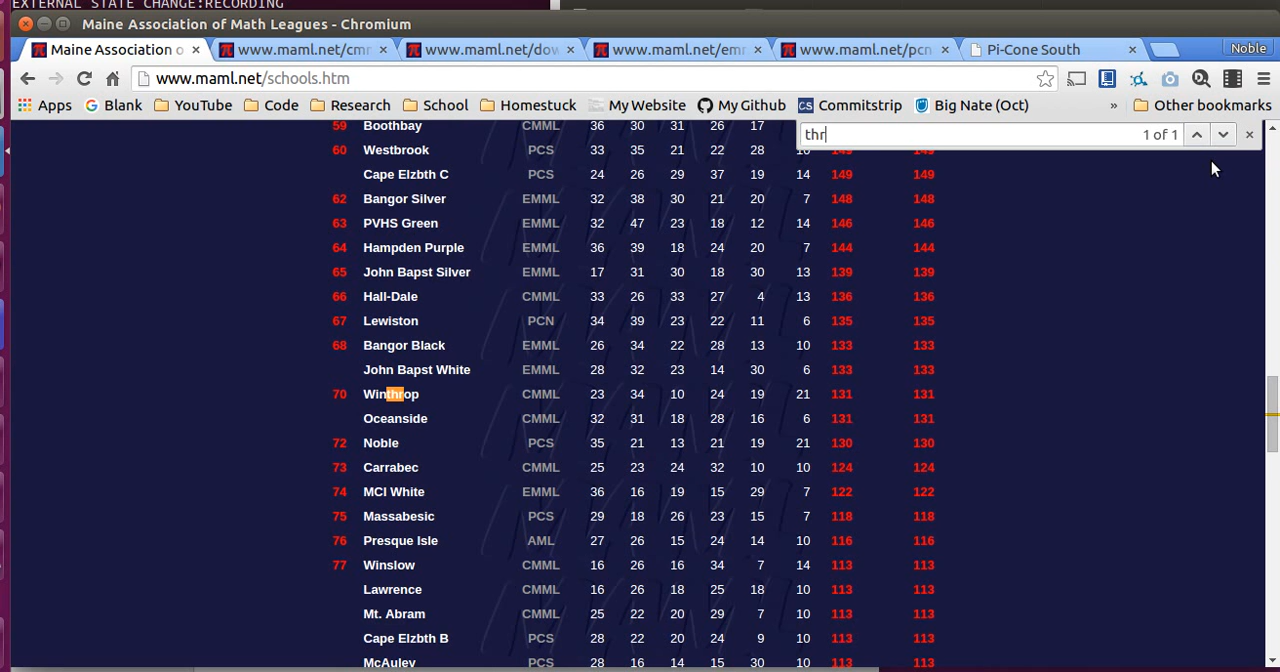 EXTERNAL STATE CHANGE:RECORDING
Maine Association of Math Leagues - Chromium
Maine Association o www.maml.net/cmm www.maml.net/dow www.maml.net/emm www.maml.net/pcn Pi-Cone South Noble
www.maml.net/schools.htm
Apps Blank YouTube Code Research School Homestuck My Website My Github CS Commitstrip Big Nate (Oct) » Other bookmarks
thr 1 of 1
59 Boothbay CMML 36 30 31 26 17
60 Westbrook PCS 33 35 21 22 28 10 149 149
Cape Elzbth C PCS 24 26 29 37 19 14 149 149
62 Bangor Silver EMML 32 38 30 21 20 7 148 148
63 PVHS Green EMML 32 47 23 18 12 14 146 146
64 Hampden Purple EMML 36 39 18 24 20 7 144 144
65 John Bapst Silver EMML 17 31 30 18 30 13 139 139
66 Hall-Dale CMML 33 26 33 27 4 13 136 136
67 Lewiston PCN 34 39 23 22 11 6 135 135
68 Bangor Black EMML 26 34 22 28 13 10 133 133
John Bapst White EMML 28 32 23 14 30 6 133 133
70 Winthrop CMML 23 34 10 24 19 21 131 131
Oceanside CMML 32 31 18 28 16 6 131 131
72 Noble PCS 35 21 13 21 19 21 130 130
73 Carrabec CMML 25 23 24 32 10 10 124 124
74 MCI White EMML 36 16 19 15 29 7 122 122
75 Massabesic PCS 29 18 26 23 15 7 118 118
76 Presque Isle AML 27 26 15 24 14 10 116 116
77 Winslow CMML 16 26 16 34 7 14 113 113
Lawrence CMML 16 26 18 25 18 10 113 113
Mt. Abram CMML 25 22 20 29 7 10 113 113
Cape Elzbth B PCS 28 22 20 24 9 10 113 113
McAuley PCS 28 16 14 15 30 10 113 113